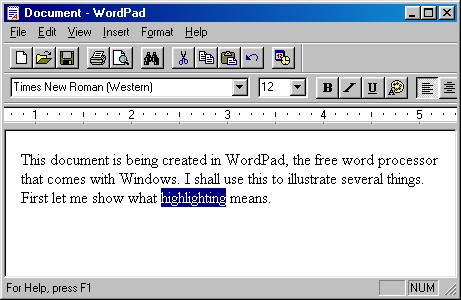 Document - WordPad
File Edit View Insert Format Help
Times New Roman (Western) 12 B I U
1 2 3 4 5
This document is being created in WordPad, the free word processor
that comes with Windows. I shall use this to illustrate several things.
First let me show what highlighting means.
For Help, press F1 NUM